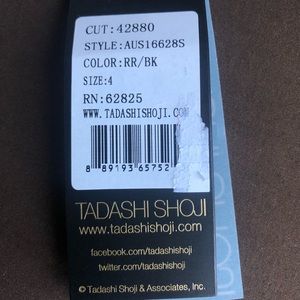 CUT: 42880
STYLE: AUS16628S
COLOR: RR/BK
SIZE: 4
RN: 62825
WWW.TADASHISHOJI.COM
8 89193 65752
TADASHI SHOJI
www.tadashishoji.com
facebook.com/tadashishoji
twitter.com/tadashishoji
© Tadashi Shoji & Associates, Inc.